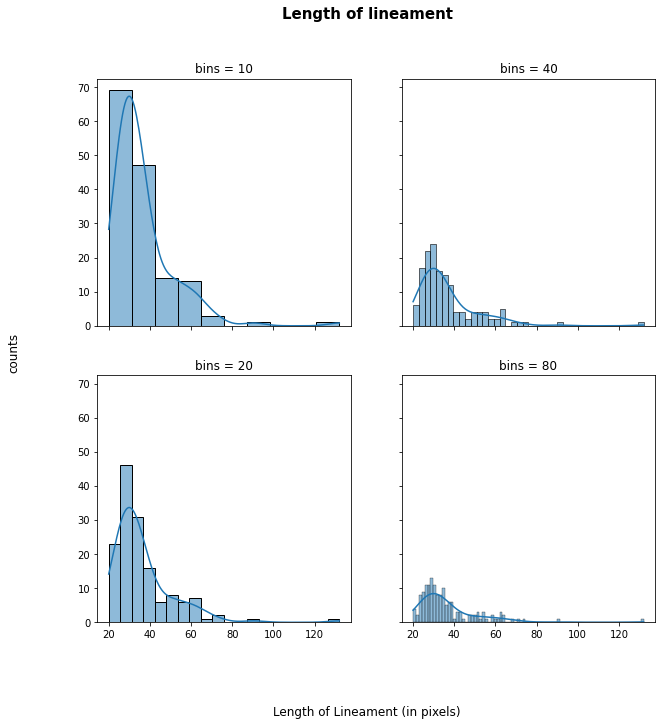 Length of lineament
bins = 10
bins = 40
70
60
50
40
30
20
10
0
counts
bins = 20
bins = 80
70
60
50
40
30
20
10
0
20 40 60 80 100 120
20 40 60 80 100 120
Length of Lineament (in pixels)